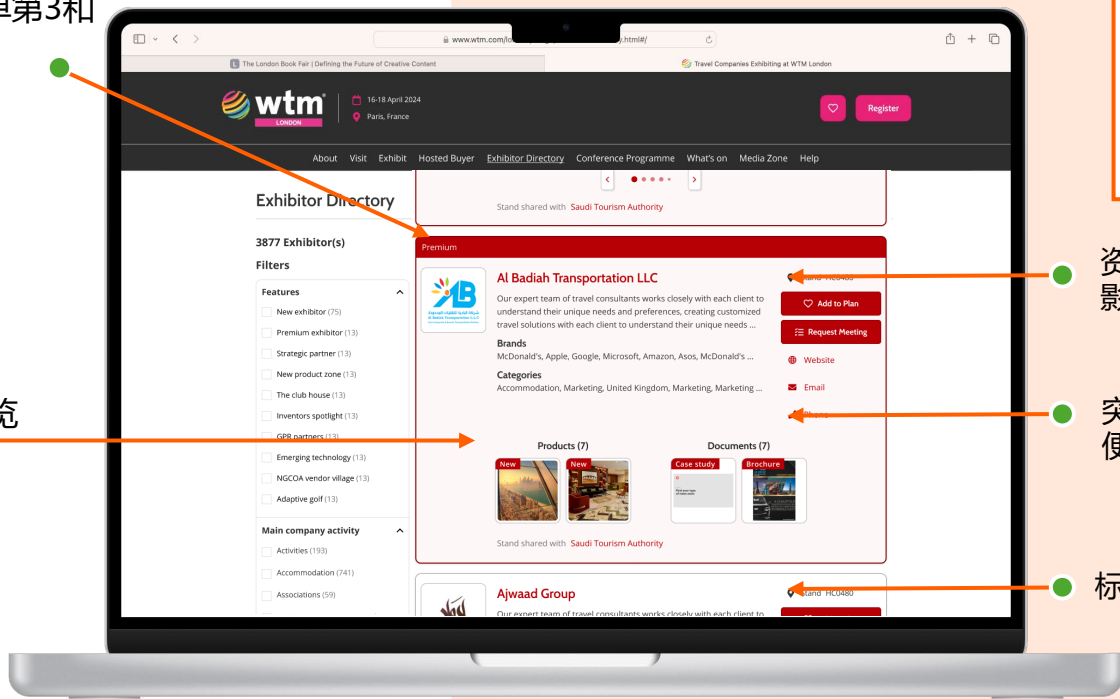 单第3和
www.wtm.com/lo
y.html#/
The London Book Fair | Defining the Future of Creative Content
Travel Companies Exhibiting at WTM London
wtm
LONDON
16-18 April 2024
Paris, France
Register
About Visit Exhibit Hosted Buyer Exhibitor Directory Conference Programme What's on Media Zone Help
Exhibitor Directory
Stand shared with Saudi Tourism Authority
3877 Exhibitor(s)
Filters
Features
New exhibitor (75)
Premium exhibitor (13)
Strategic partner (13)
New product zone (13)
The club house (13)
Inventors spotlight (13)
GPR partners (13)
Emerging technology (13)
NGCOA vendor village (13)
Adaptive golf (13)
Main company activity
Activities (193)
Accommodation (741)
Associations (59)
Premium
Al Badiah Transportation LLC
Stand HC0480
Our expert team of travel consultants works closely with each client to
understand their unique needs and preferences, creating customized
travel solutions with each client to understand their unique needs ...
Add to Plan
Request Meeting
Brands
McDonald's, Apple, Google, Microsoft, Amazon, Asos, McDonald's ...
Website
Categories
Accommodation, Marketing, United Kingdom, Marketing, Marketing ...
Email
Phone
Products (7)
Documents (7)
New
New
Case study
Brochure
Stand shared with Saudi Tourism Authority
Ajwaad Group
Stand HC0480
Our expert team of travel consultants works closely with each client to
览
资
影
突
便
标